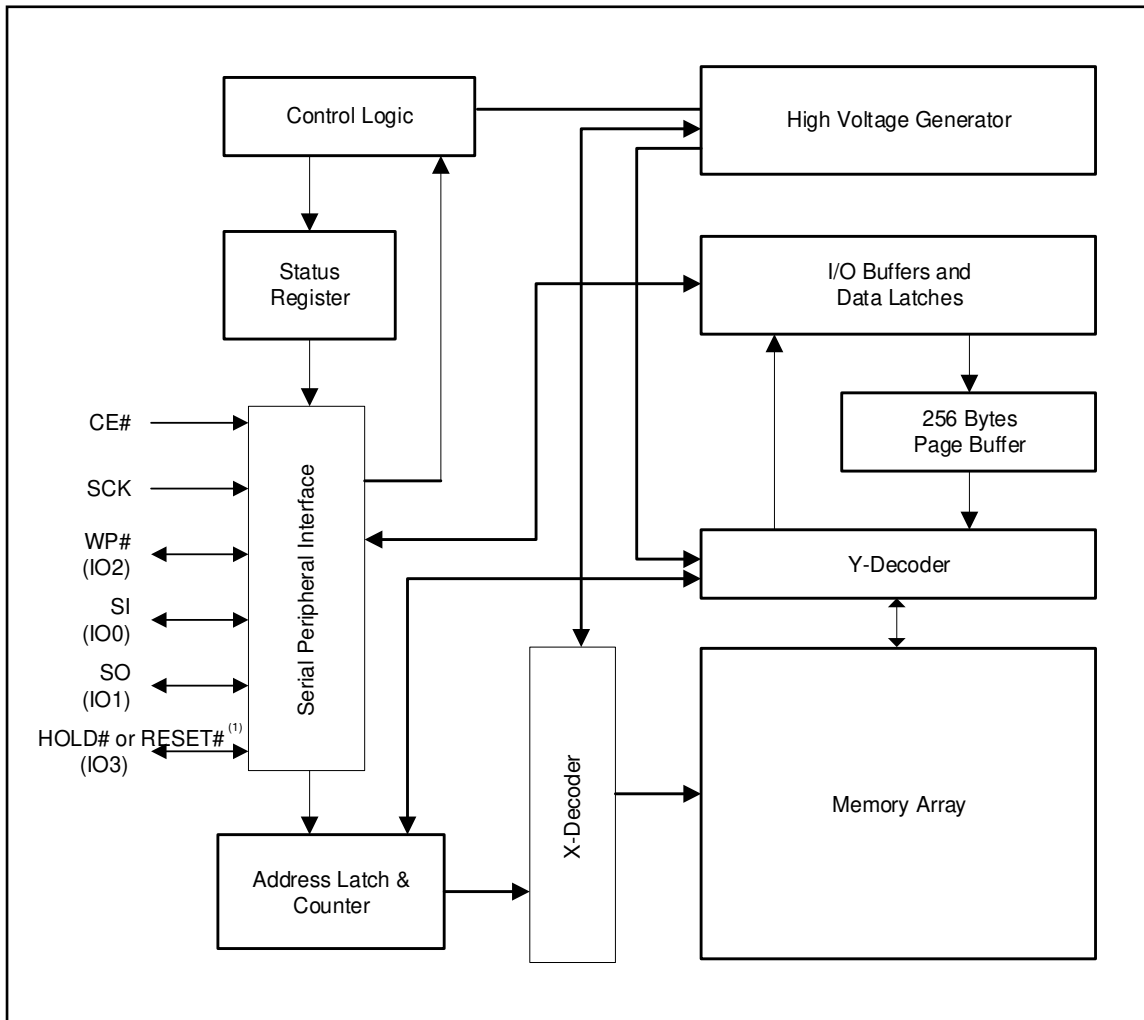 Control Logic
High Voltage Generator
Status
Register
I/O Buffers and
Data Latches
256 Bytes
Page Buffer
CE#
SCK
WP#
(IO2)
SI
(IO0)
SO
(IO1)
HOLD# or RESET# (1)
(IO3)
Serial Peripheral Interface
Y-Decoder
X-Decoder
Memory Array
Address Latch &
Counter